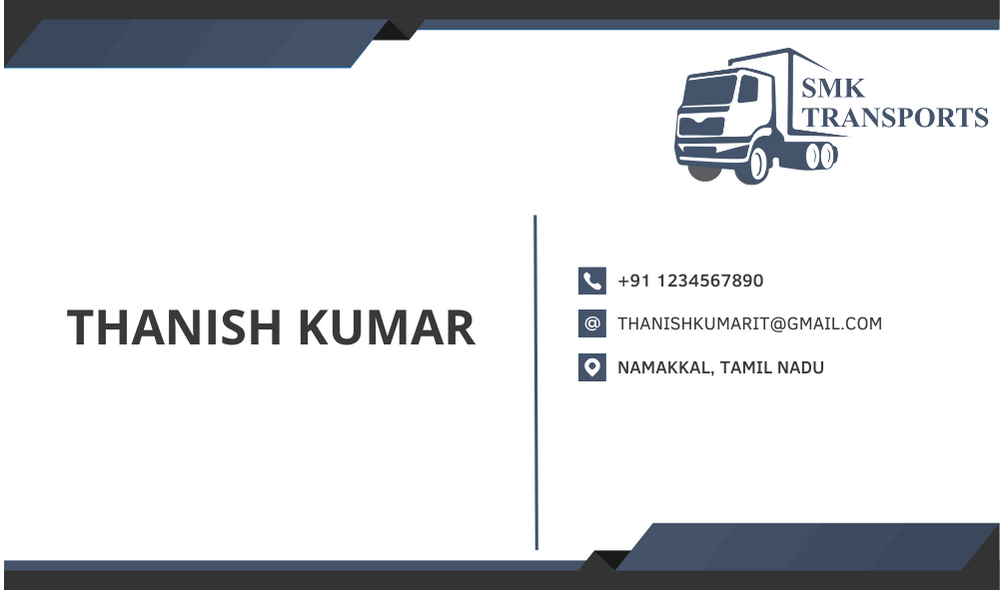 SMK
TRANSPORTS
THANISH KUMAR
+91 1234567890
THANISHKUMARIT@GMAIL.COM
NAMAKKAL, TAMIL NADU